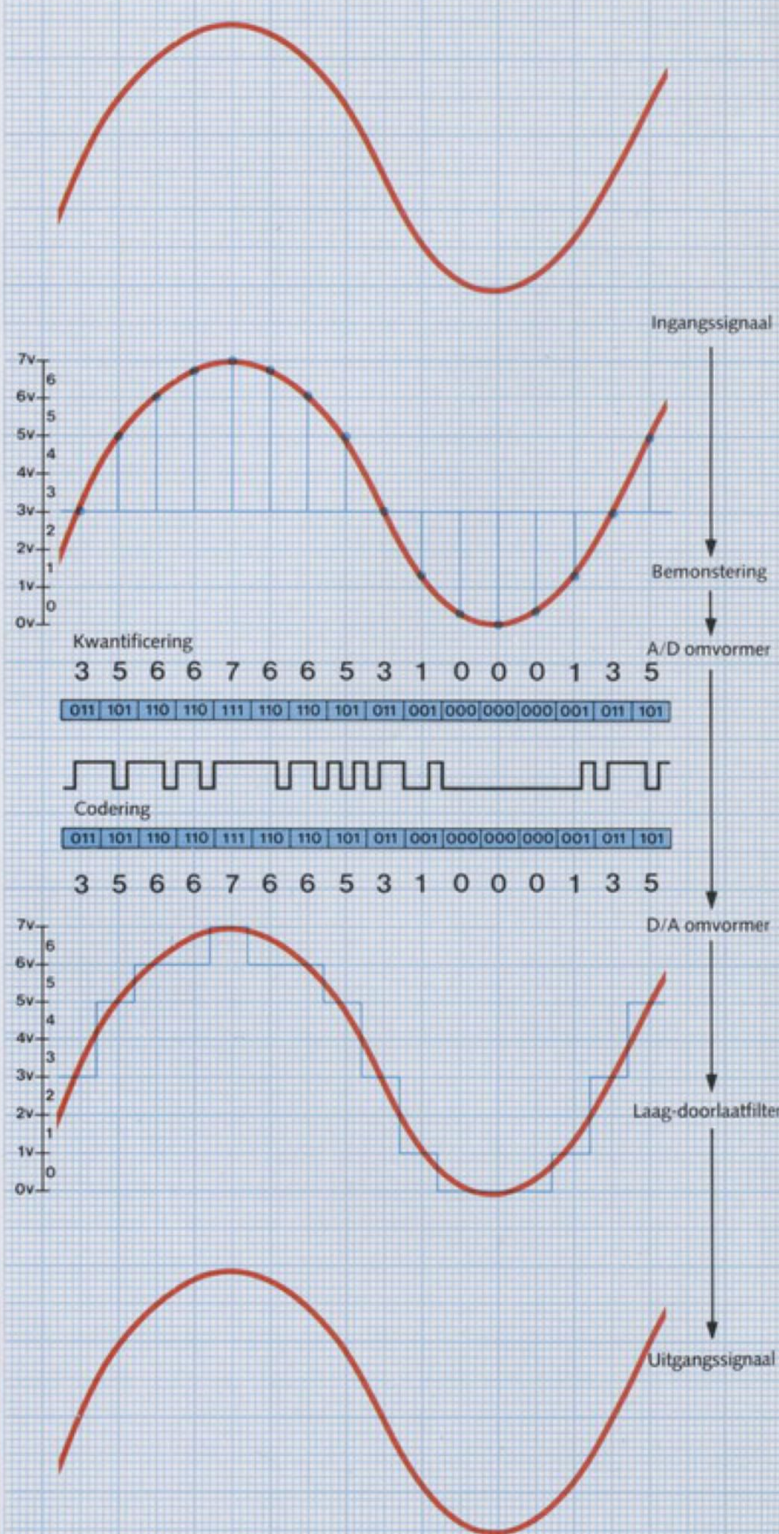 Ingangssignaal
7v
6
6v
5
5v
4
4v
3
3v
2
2v
1
1v
0
0v
Bemonstering
A/D omvormer
Kwantificering
3 5 6 6 7 6 6 5 3 1 0 0 0 1 3 5
011 101 110 110 111 110 110 101 011 001 000 000 000 001 011 101
Codering
011 101 110 110 111 110 110 101 011 001 000 000 000 001 011 101
3 5 6 6 7 6 6 5 3 1 0 0 0 1 3 5
D/A omvormer
7v
6
6v
5
5v
4
4v
3
3v
2
2v
1
1v
0
0v
Laag-doorlaatfilter
Uitgangssignaal